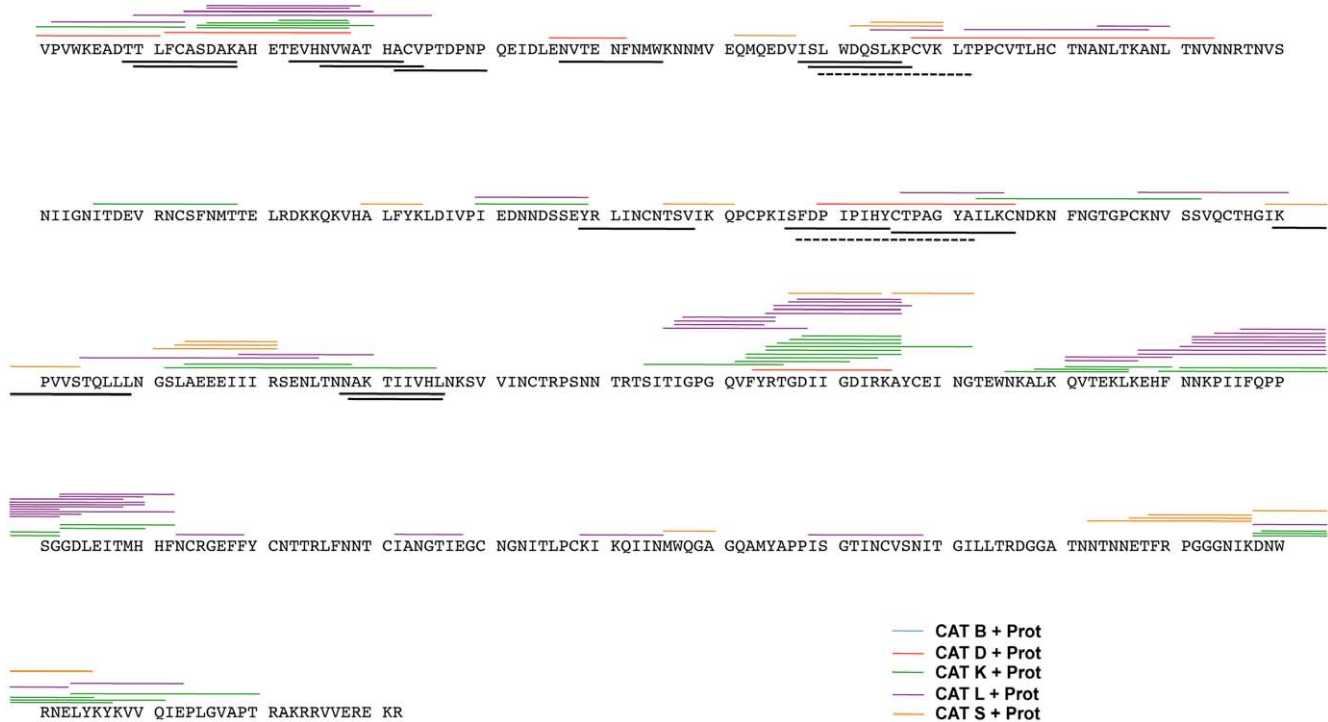 VPVWKEADTT LFCASDAKAH ETEVHNVWAT HACVPTDPNP QEIDLENVTE NFNMWKNNMV EQMQEDVISL WDQSLKPCVK LTPPCVTLHC TNANLTKANL TNVNNRTNVS
NIIGNITDEV RNCSFNMTTE LRDKKQKVHA LFYKLDIVPI EDNNDSSEYR LINCNTSVIK QPCPKISFDP IPIHYCTPAG YAILKCNDKN FNGTGPCKNV SSVQCTHGIK
PVVSTQLLLN GSLAEEEIII RSENLTNNAK TIIVHLNKSV VINCTRPSNN TRTSITIGPG QVFYRTGDII GDIRKAYCEI NGTEWNKALK QVTEKLKEHF NNKPIIFQPP
SGGDLEITMH HFNCRGEFFY CNTTRLFNNT CIANGTIEGC NGNITLPCKI KQIINMWQGA GQAMYAPPIS GTINCVSNIT GILLTRDGGA TNNTNNETFR PGGGNIKDNW
RNELYKYKVV QIEPLGVAPT RAKRRVVERE KR
CAT B + Prot
CAT D + Prot
CAT K + Prot
CAT L + Prot
CAT S + Prot